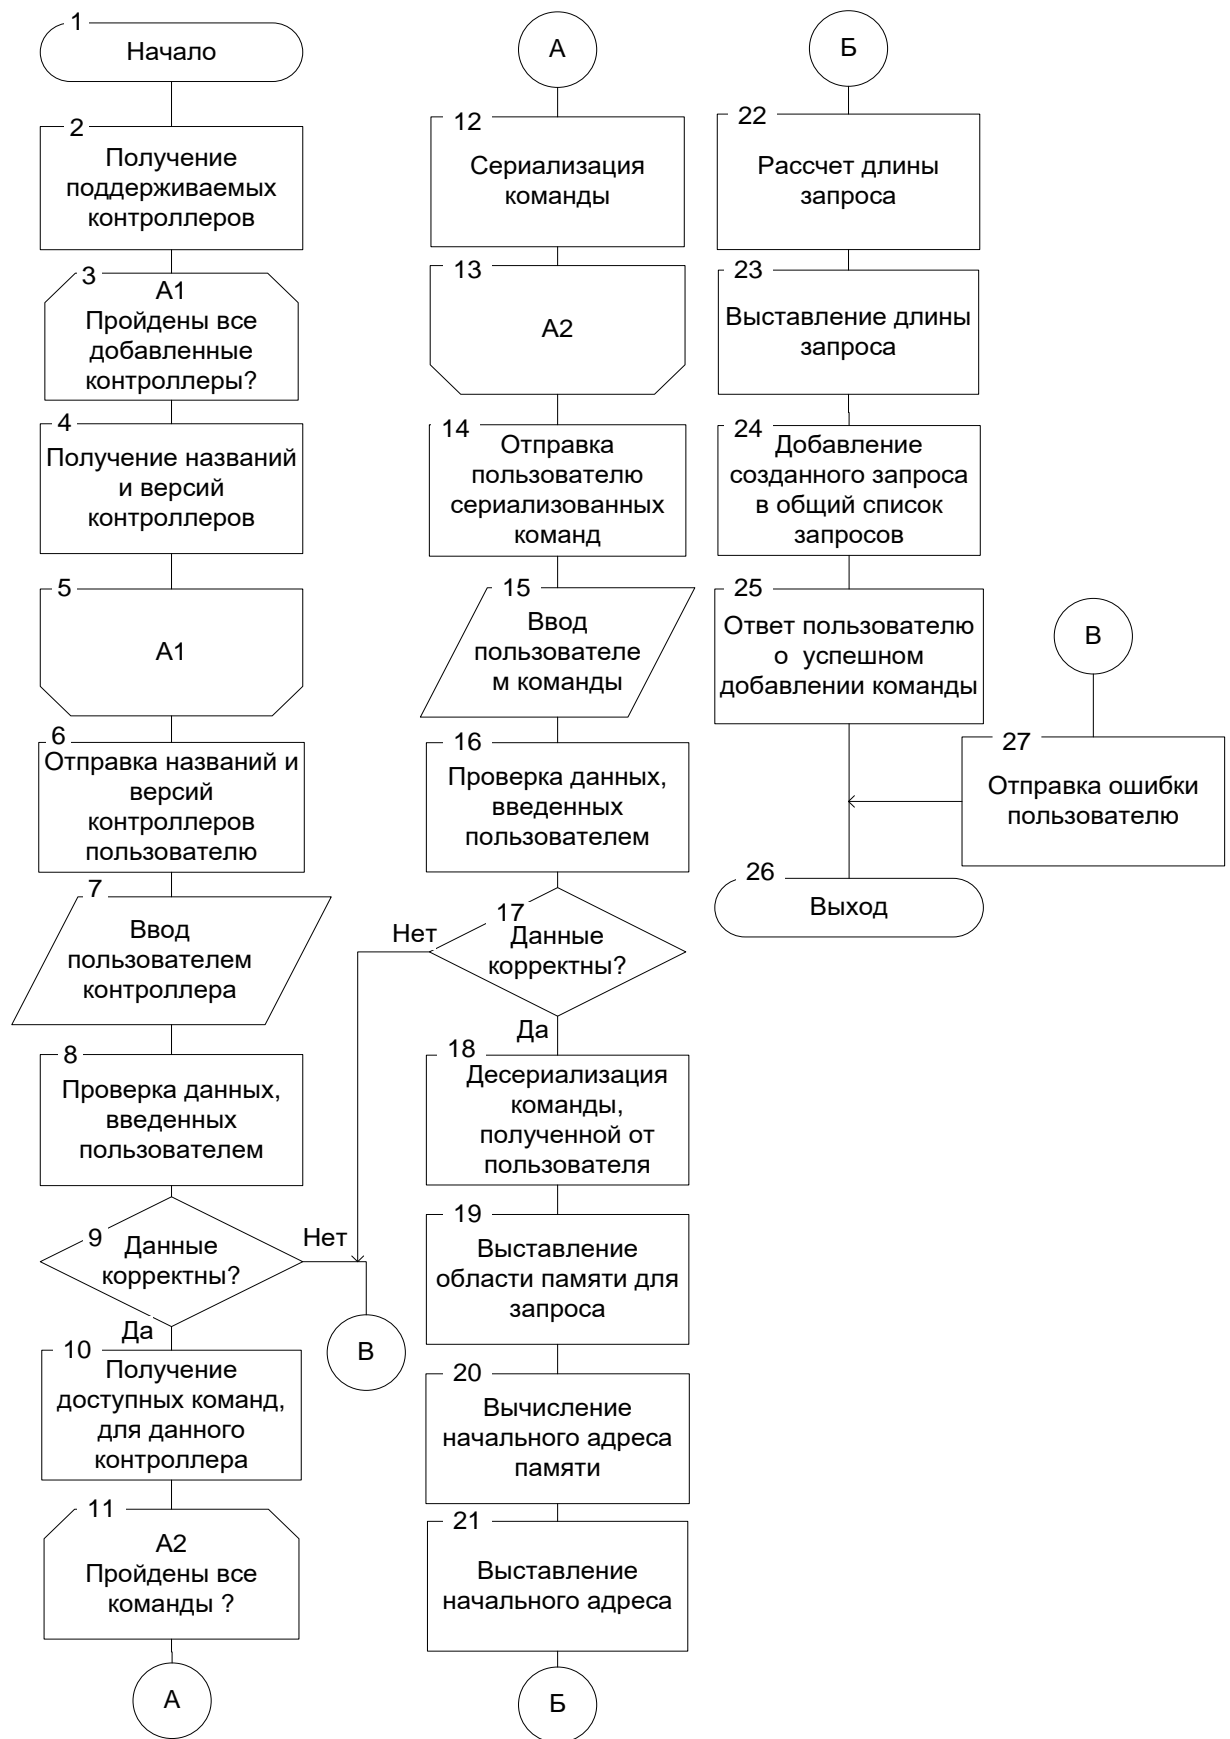 1
Начало
2
Получение
поддерживаемых
контроллеров
3
А1
Пройдены все
добавленные
контроллеры?
4
Получение названий
и версий
контроллеров
5
А1
6
Отправка названий и
версий
контроллеров
пользователю
7
Ввод
пользователем
контроллера
8
Проверка данных,
введенных
пользователем
9
Данные
корректны?
Нет
Да
В
10
Получение
доступных команд,
для данного
контроллера
11
А2
Пройдены все
команды ?
А
А
12
Сериализация
команды
13
А2
14
Отправка
пользователю
сериализованных
команд
15
Ввод
пользователе
м команды
16
Проверка данных,
введенных
пользователем
17
Данные
корректны?
Нет
Да
18
Десериализация
команды,
полученной от
пользователя
19
Выставление
области памяти для
запроса
20
Вычисление
начального адреса
памяти
21
Выставление
начального адреса
Б
Б
22
Рассчет длины
запроса
23
Выставление длины
запроса
24
Добавление
созданного запроса
в общий список
запросов
25
Ответ пользователю
о успешном
добавлении команды
26
Выход
В
27
Отправка ошибки
пользователю